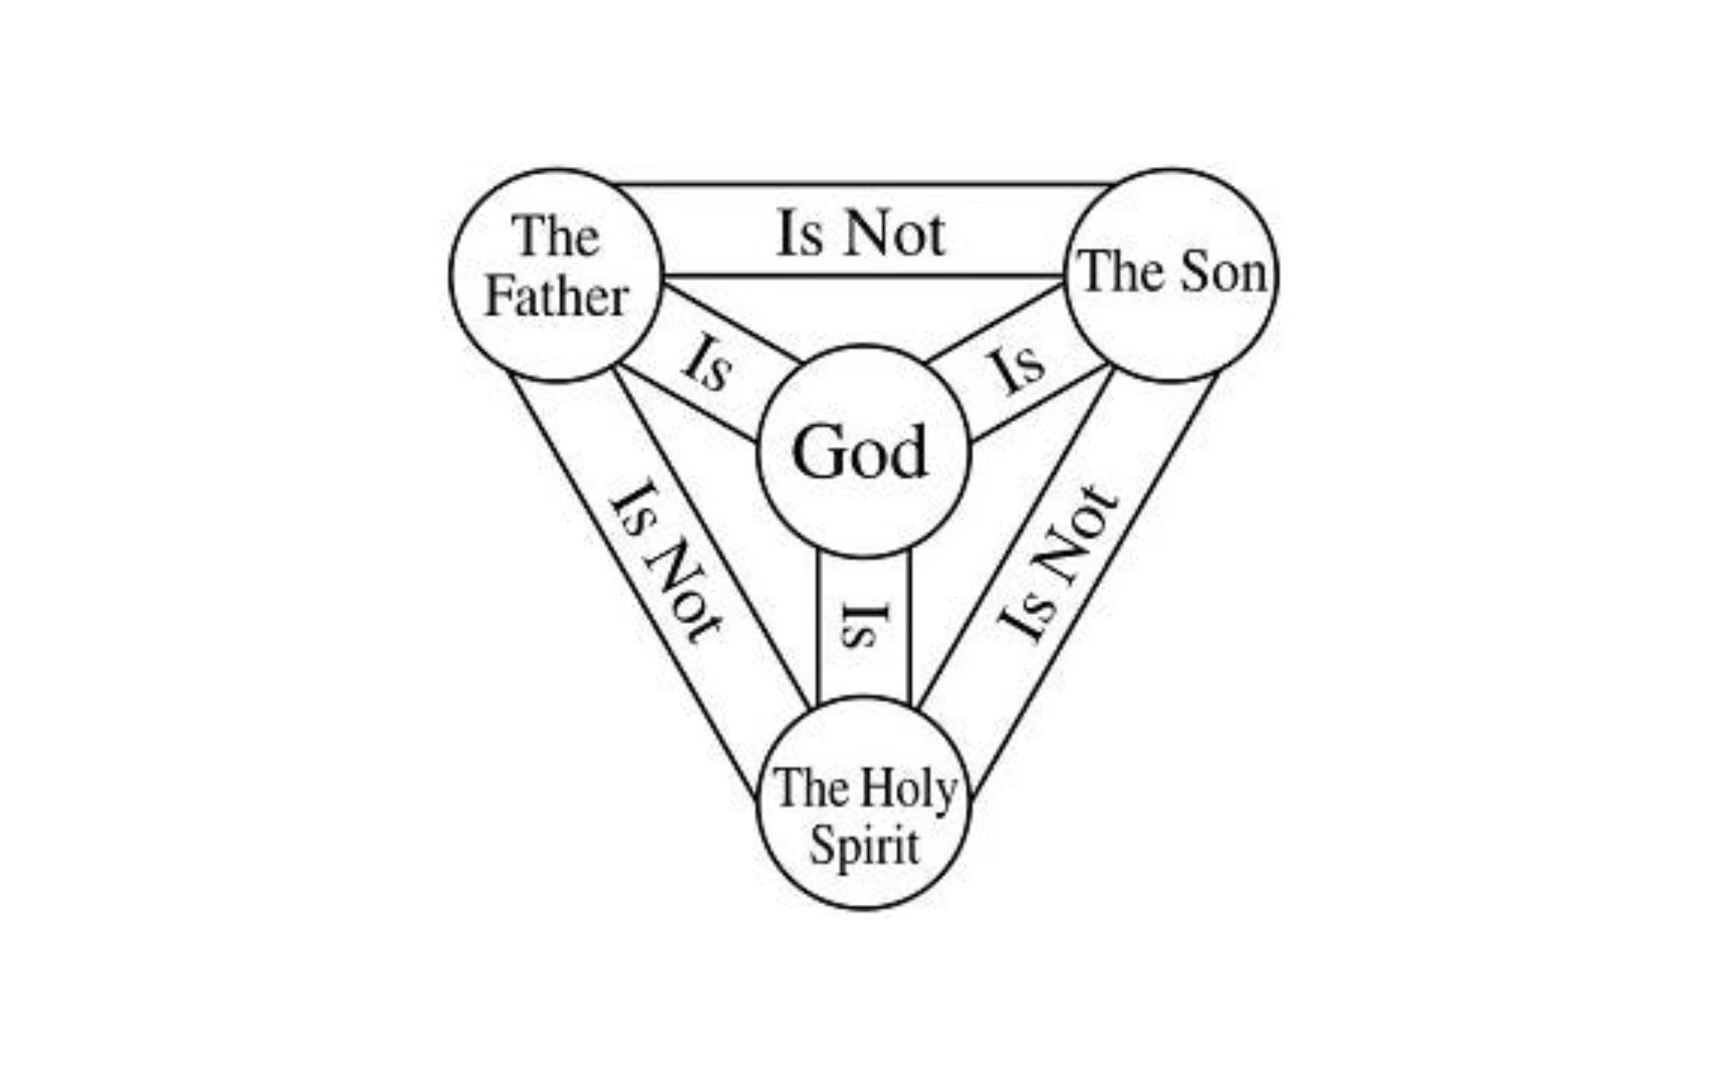 The
Father
Is Not
The Son
Is
Is
God
Is Not
Is
Is Not
The Holy
Spirit